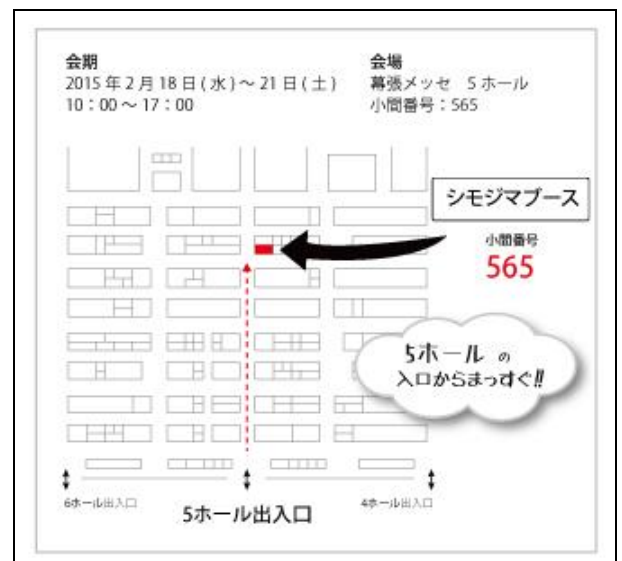 会期
2015年2月18日(水)～21日(土)
10：00～17：00
会場
幕張メッセ　5ホール
小間番号：565
シモジマブース
小間番号
565
5ホール の
入口からまっすぐ!!
6ホール出入口
5ホール出入口
4ホール出入口